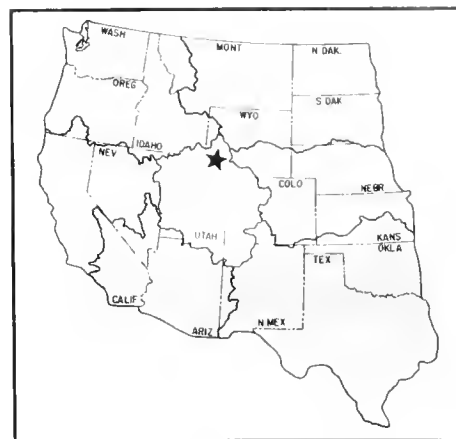 WASH
MONT
N DAK.
OREG
S DAK
WYO
IDAHO
NEV
COLO
NEBR
UTAH
KANS
OKLA
TEX
CALIF.
ARIZ
N MEX